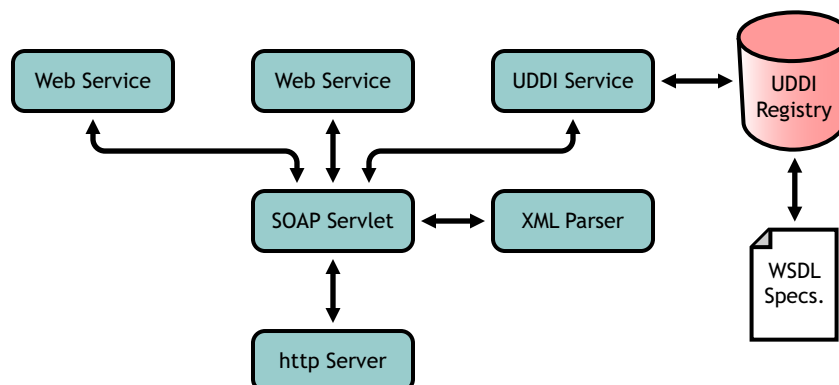 Web Service
Web Service
UDDI Service
UDDI
Registry
SOAP Servlet
XML Parser
WSDL
Specs.
http Server